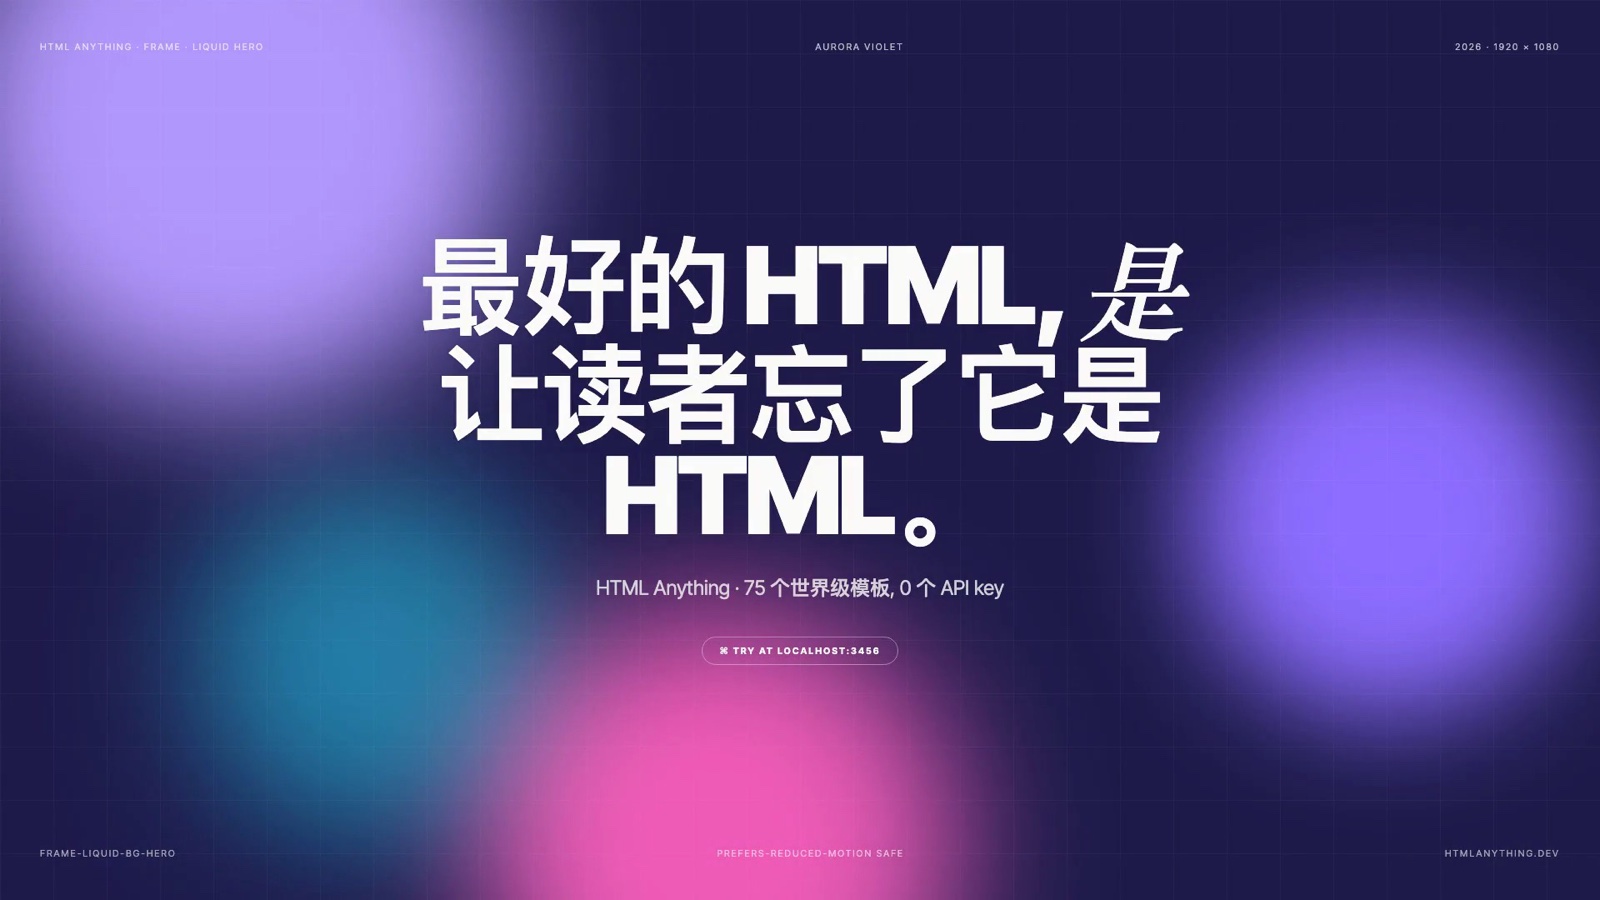 HTML ANYTHING · FRAME · LIQUID HERO
AURORA VIOLET
2026 · 1920 × 1080
最好的 HTML, 是
让读者忘了它是
HTML。
HTML Anything · 75 个世界级模板, 0 个 API key
⌘ TRY AT LOCALHOST:3456
FRAME-LIQUID-BG-HERO
PREFERS-REDUCED-MOTION SAFE
HTMLANYTHING.DEV